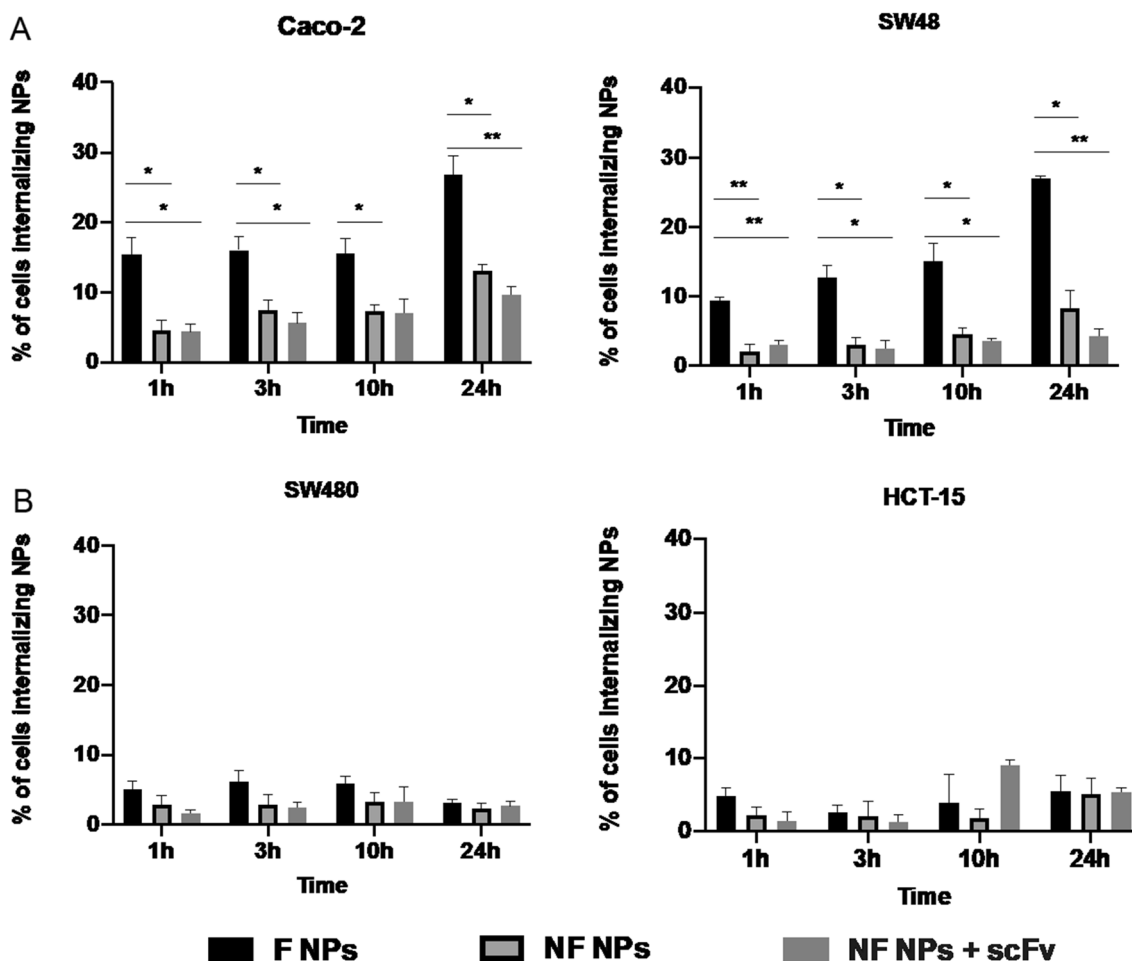 A
Caco-2
% of cells internalizing NPs
40
30
20
10
0
* * * * * * **
1h 3h 10h 24h
Time
SW48
% of cells internalizing NPs
40
30
20
10
0
** ** * * * * * **
1h 3h 10h 24h
Time
B
SW480
% of cells internalizing NPs
40
30
20
10
0
1h 3h 10h 24h
Time
HCT-15
% of cells internalizing NPs
40
30
20
10
0
1h 3h 10h 24h
Time
F NPs NF NPs NF NPs + scFv